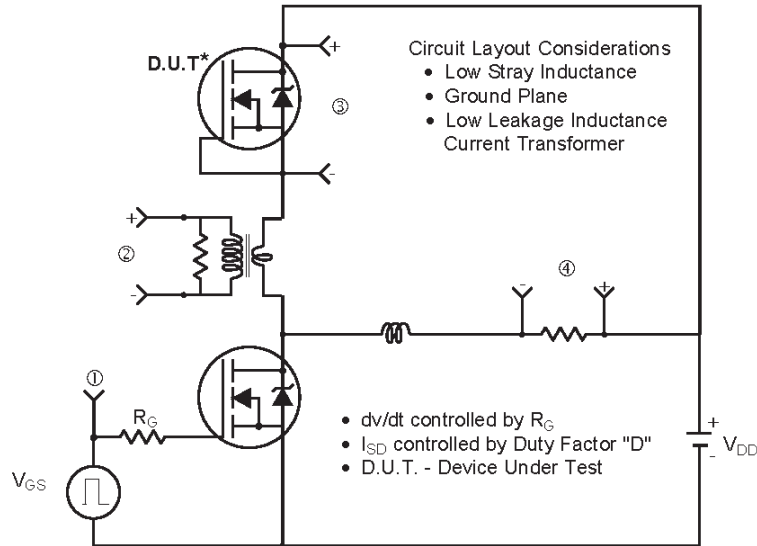 D.U.T*
+
③
-
Circuit Layout Considerations
• Low Stray Inductance
• Ground Plane
• Low Leakage Inductance
Current Transformer
+
②
-
④
-
+
①
RG
VGS
• dv/dt controlled by RG
• ISD controlled by Duty Factor "D"
• D.U.T. - Device Under Test
+
-
VDD